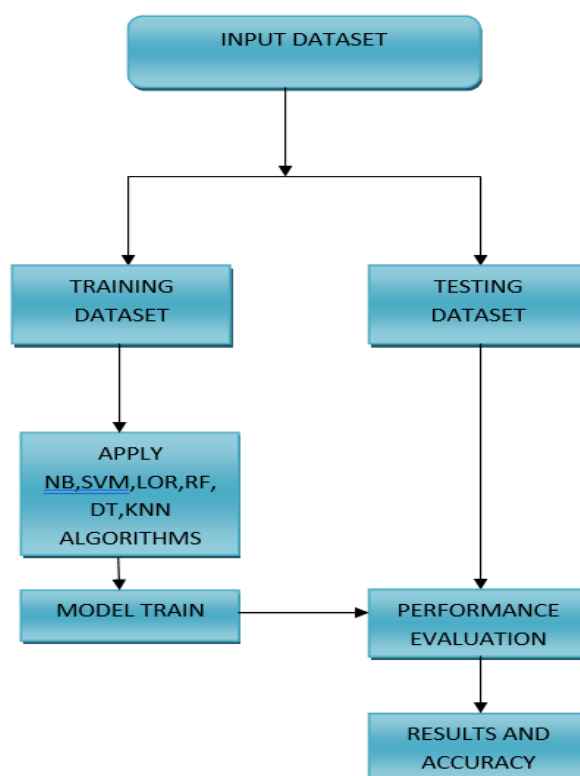 INPUT DATASET
TRAINING
DATASET
TESTING
DATASET
APPLY
NB,SVM,LOR,RF,
DT,KNN
ALGORITHMS
MODEL TRAIN
PERFORMANCE
EVALUATION
RESULTS AND
ACCURACY